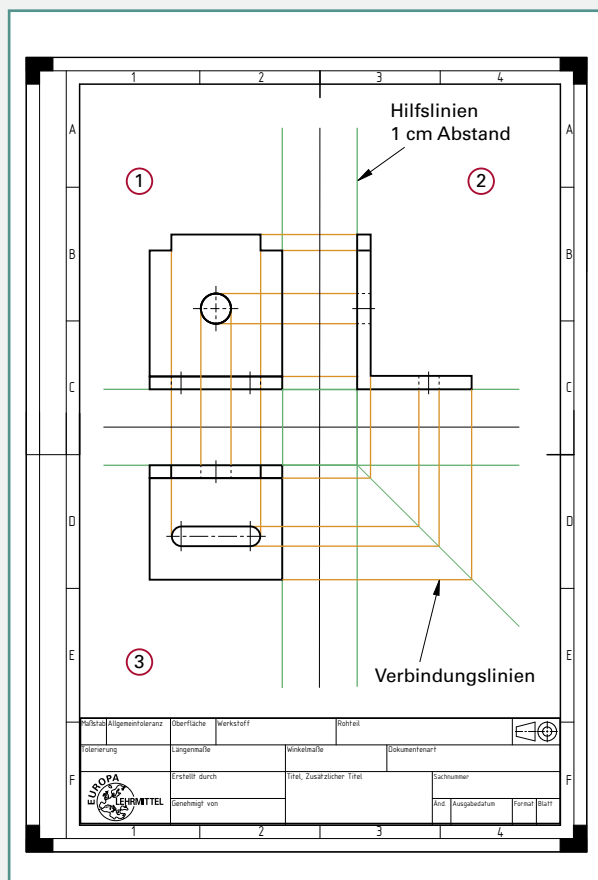 1 2 3 4
Hilfslinien
1 cm Abstand
A A
1 2
B B
C C
D D
E E
3
Verbindungslinien
Maßstab Allgemeintoleranz Oberfläche Werkstoff Rohteil
Tolerierung Längenmaße Winkelmaße Dokumentenart
F F
Erstellt durch Titel, Zusätzlicher Titel Sachnummer
EUROPA
LEHRMITTEL
Genehmigt von Änd. Ausgabedatum Format Blatt
1 2 3 4